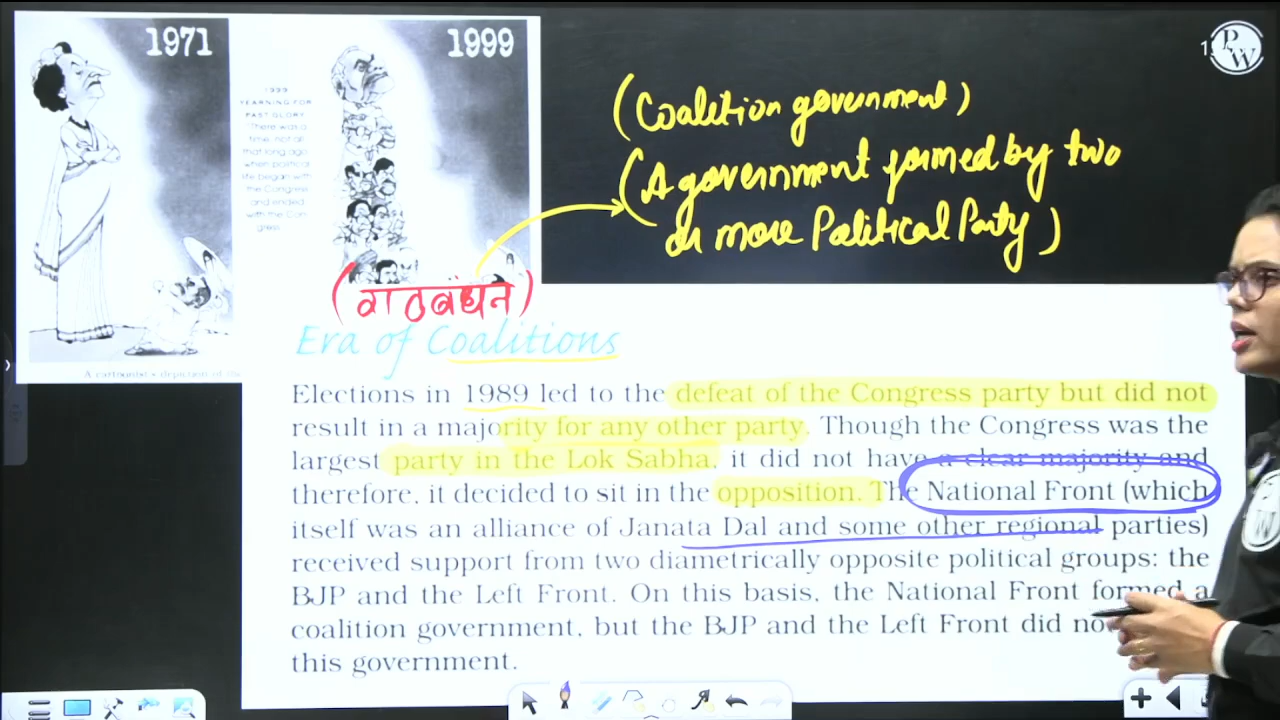 1971
1999
1999
YEARNING FOR
PAST GLORY
"There was a
time, not all
that long ago,
when political
life began with
the Congress
and ended
with the Con-
gress.
(Coalition government)
(A government formed by two
or more Political Party)
(गठबंधन)
Era of Coalitions
Elections in 1989 led to the defeat of the Congress party but did not
result in a majority for any other party. Though the Congress was the
largest party in the Lok Sabha, it did not have a clear majority and
therefore, it decided to sit in the opposition. The National Front (which
itself was an alliance of Janata Dal and some other regional parties)
received support from two diametrically opposite political groups: the
BJP and the Left Front. On this basis, the National Front formed a
coalition government, but the BJP and the Left Front did
this government.
PW